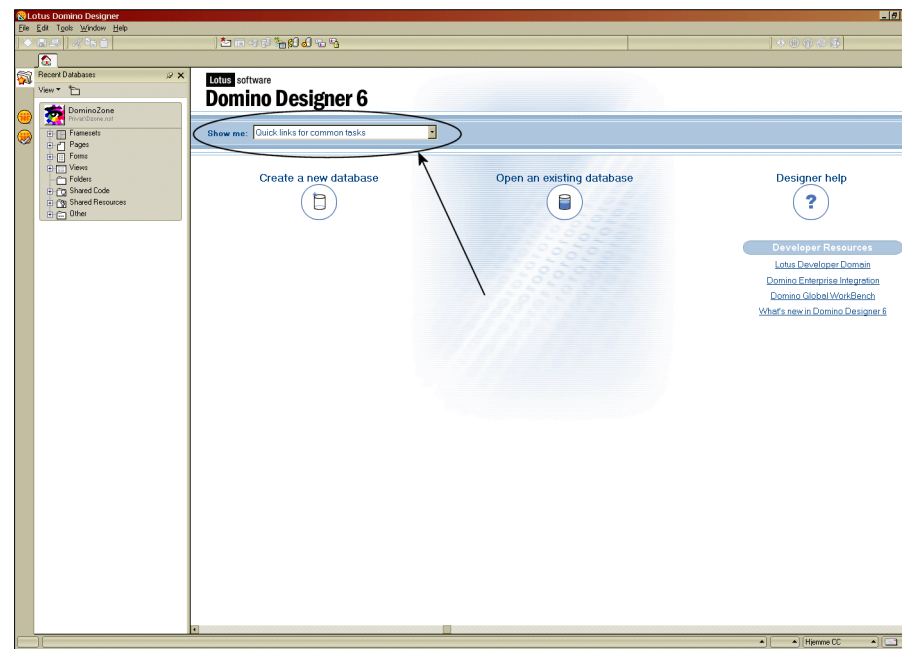 Lotus Domino Designer
File Edit Tools Window Help
Recent Databases
View
DominoZone
Framesets
Pages
Forms
Views
Folders
Shared Code
Shared Resources
Other
Lotus software
Domino Designer 6
Show me: Quick links for common tasks
Create a new database
Open an existing database
Designer help
?
Developer Resources
Lotus Developer Domain
Domino Enterprise Integration
Domino Global WorkBench
What's new in Domino Designer 6
Hjemme CC